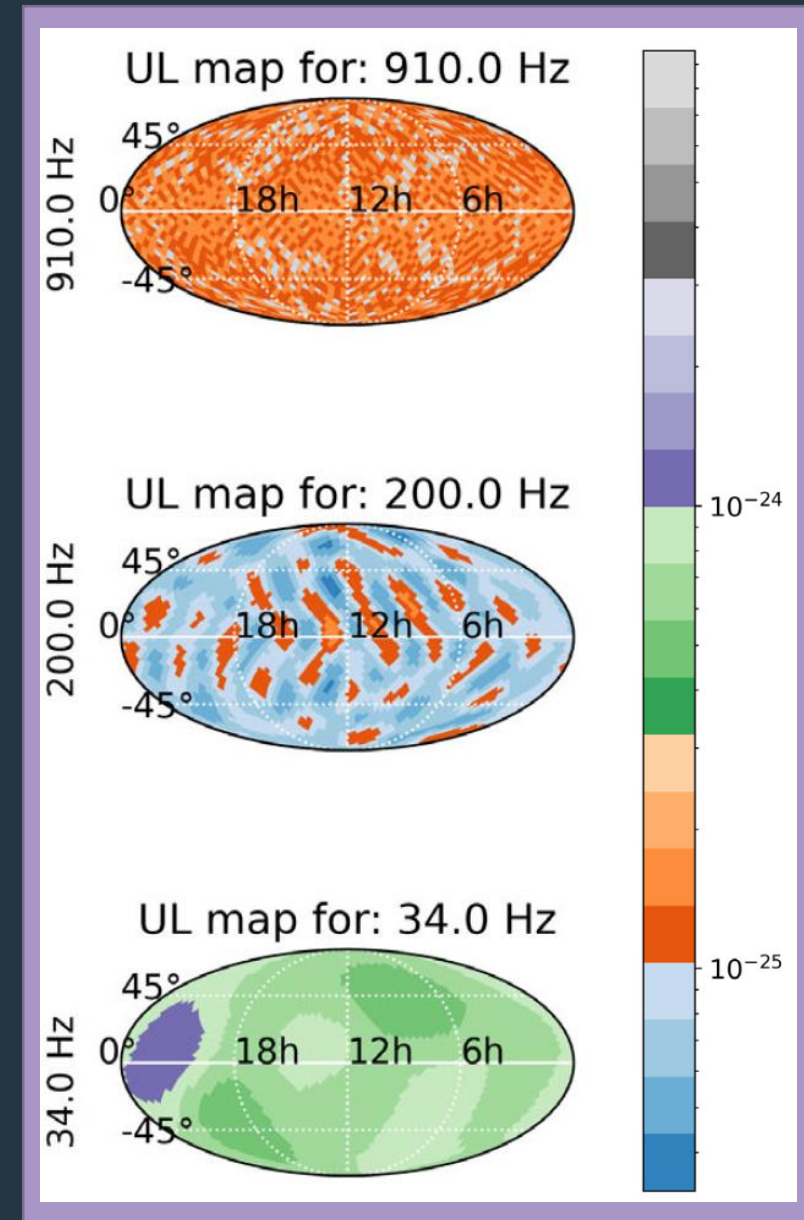 UL map for: 910.0 Hz
910.0 Hz
45°
0°
18h 12h 6h
-45°
UL map for: 200.0 Hz
200.0 Hz
45°
0°
18h 12h 6h
-45°
UL map for: 34.0 Hz
34.0 Hz
45°
0°
18h 12h 6h
-45°
10⁻²⁴
10⁻²⁵